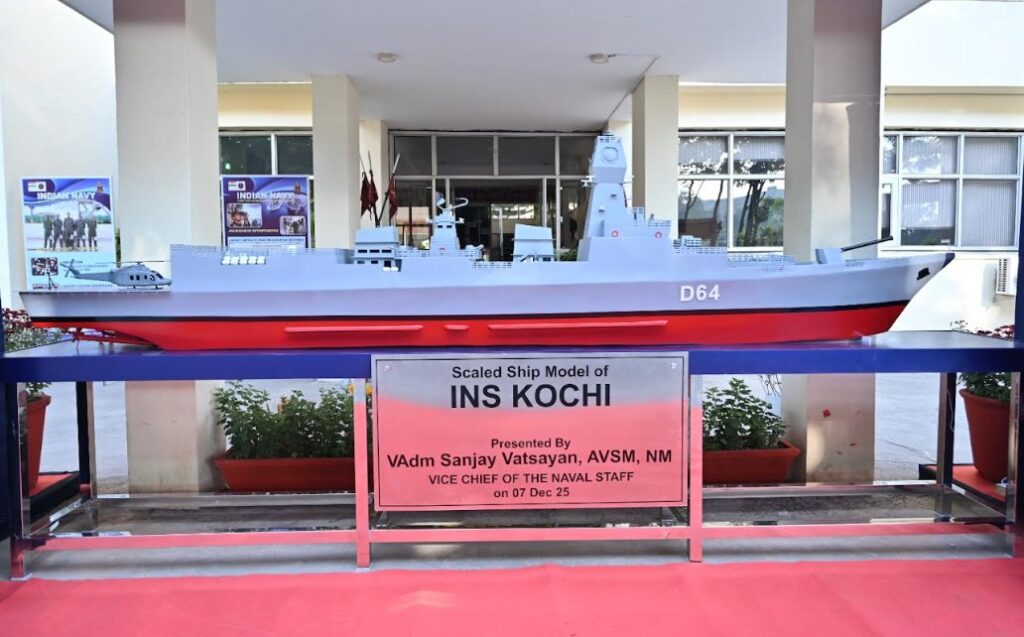 INDIAN NAVY
INDIAN NAVY
D64
Scaled Ship Model of
INS KOCHI
Presented By
VAdm Sanjay Vatsayan, AVSM, NM
VICE CHIEF OF THE NAVAL STAFF
on 07 Dec 25